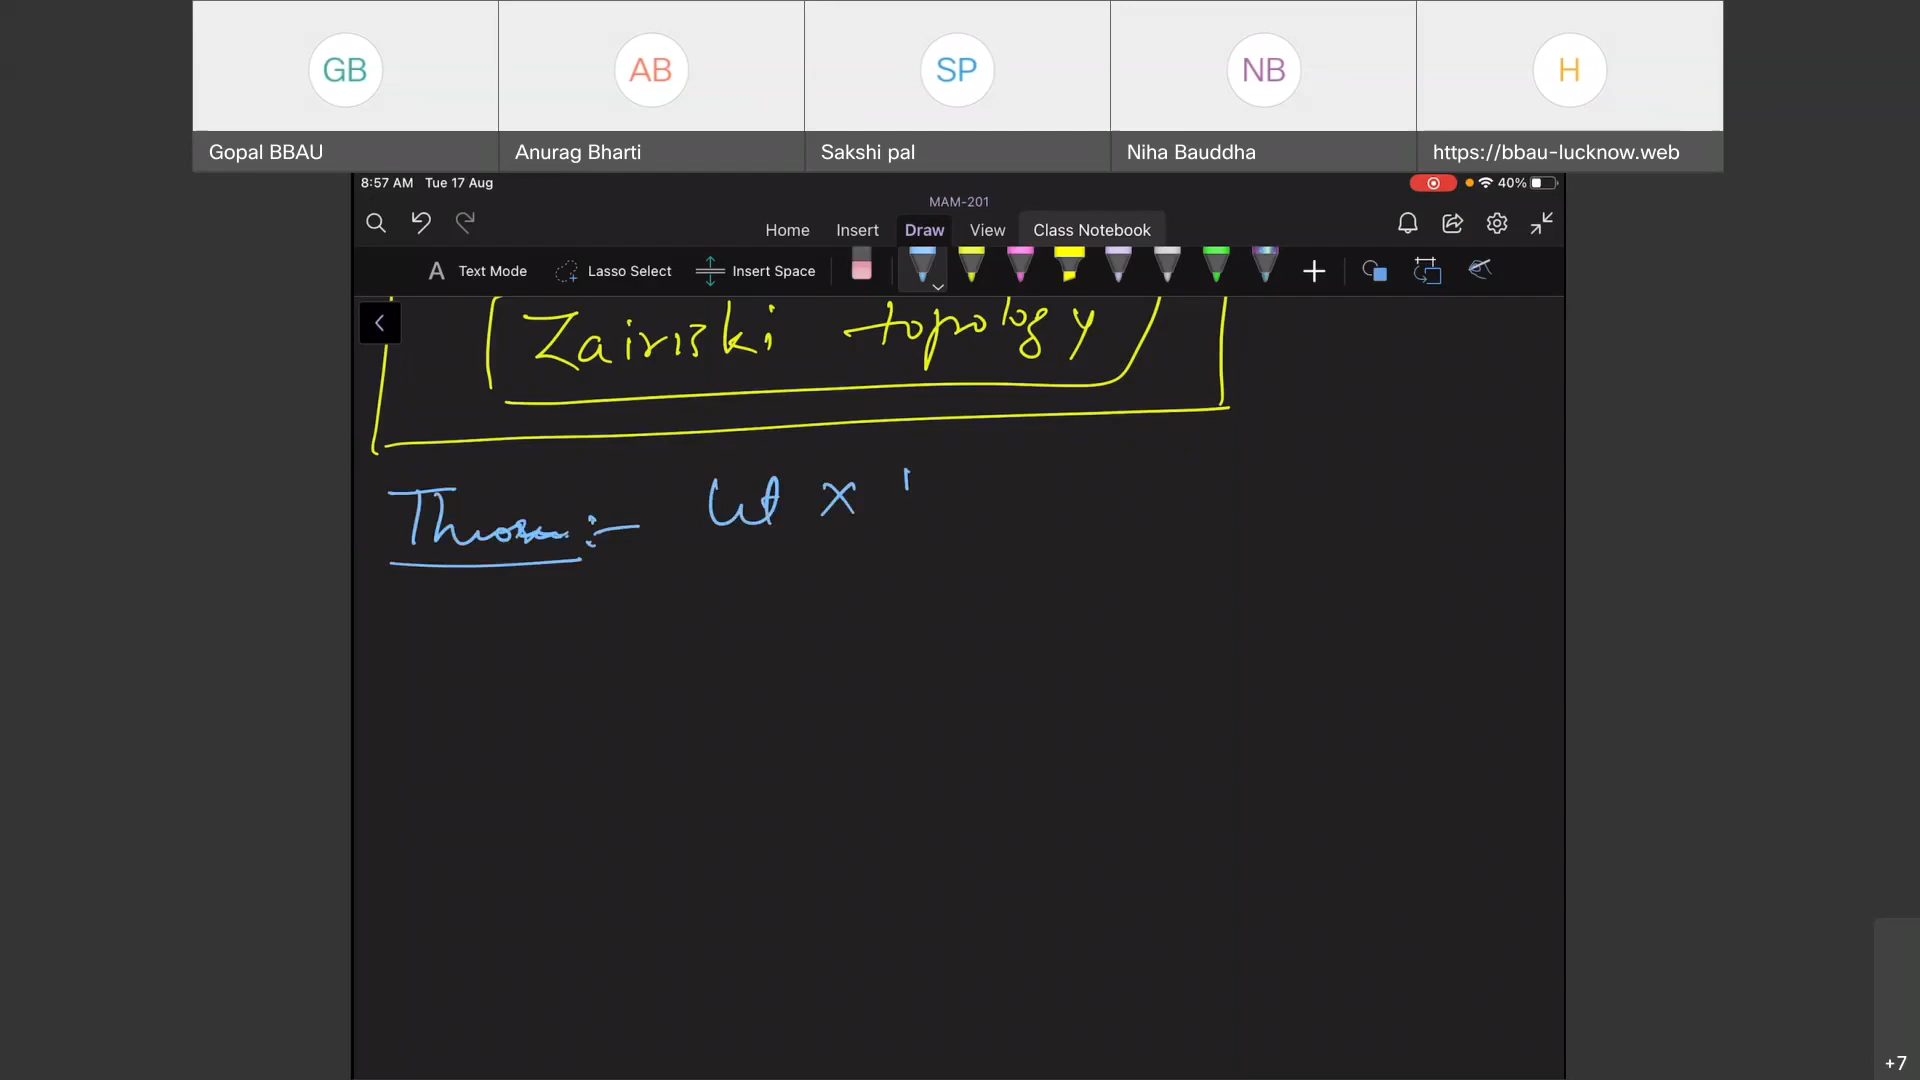 GB AB SP NB H
Gopal BBAU Anurag Bharti Sakshi pal Niha Bauddha https://bbau-lucknow.web
8:57 AM Tue 17 Aug 40%
MAM-201
Home Insert Draw View Class Notebook
A Text Mode Lasso Select Insert Space
Zairiski topology
Theorem:- Let X
+7